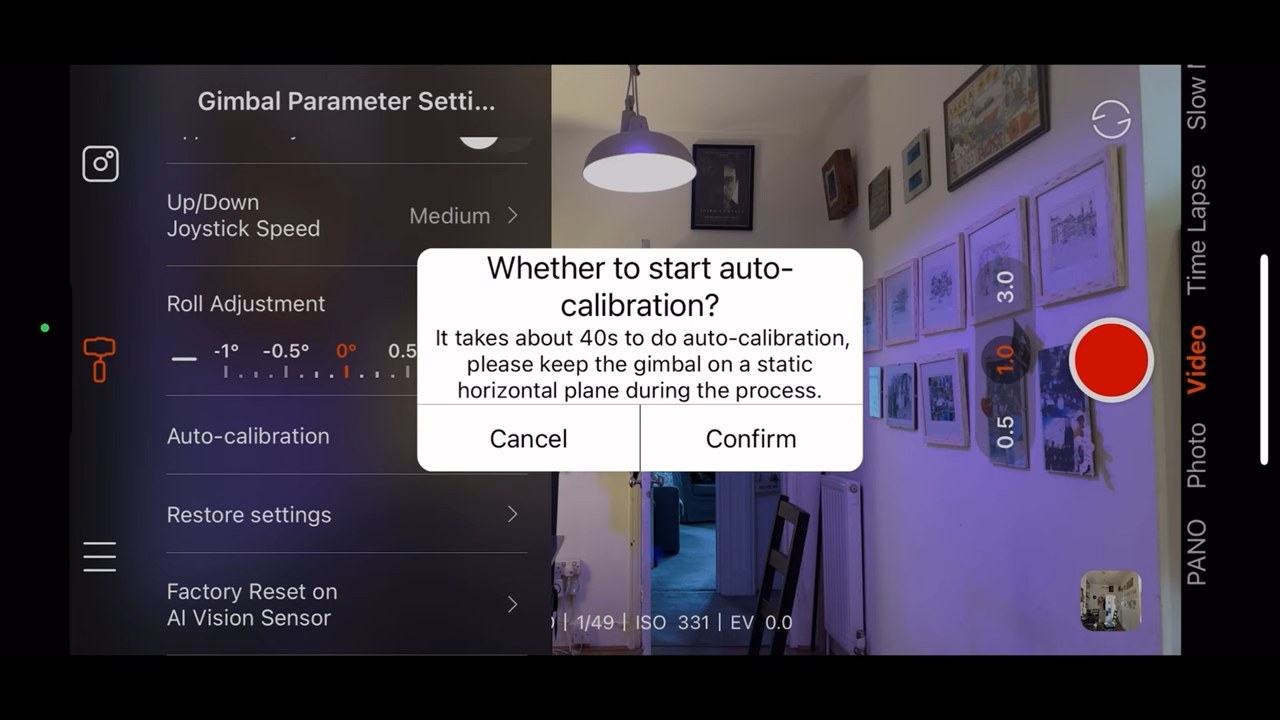 Gimbal Parameter Setti...
Up/Down
Joystick Speed
Medium
Roll Adjustment
-1° -0.5° 0° 0.5
Auto-calibration
Restore settings
Factory Reset on
AI Vision Sensor
Whether to start auto-
calibration?
It takes about 40s to do auto-calibration,
please keep the gimbal on a static
horizontal plane during the process.
Cancel
Confirm
| 1/49 | ISO 331 | EV 0.0
3.0
1.0
0.5
Slow
Time Lapse
Video
Photo
PANO